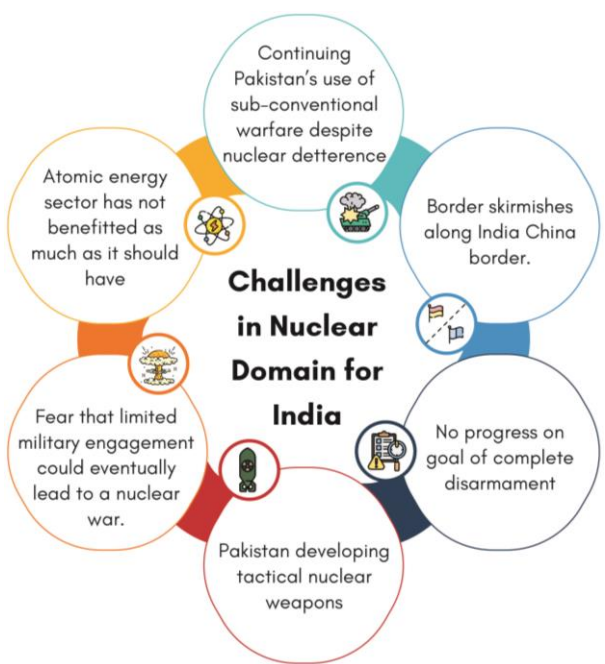 Continuing
Pakistan's use of
sub-conventional
warfare despite
nuclear detterence
Border skirmishes
along India China
border.
No progress on
goal of complete
disarmament
Pakistan developing
tactical nuclear
weapons
Fear that limited
military engagement
could eventually
lead to a nuclear
war.
Atomic energy
sector has not
benefitted as
much as it should
have
Challenges
in Nuclear
Domain for
India